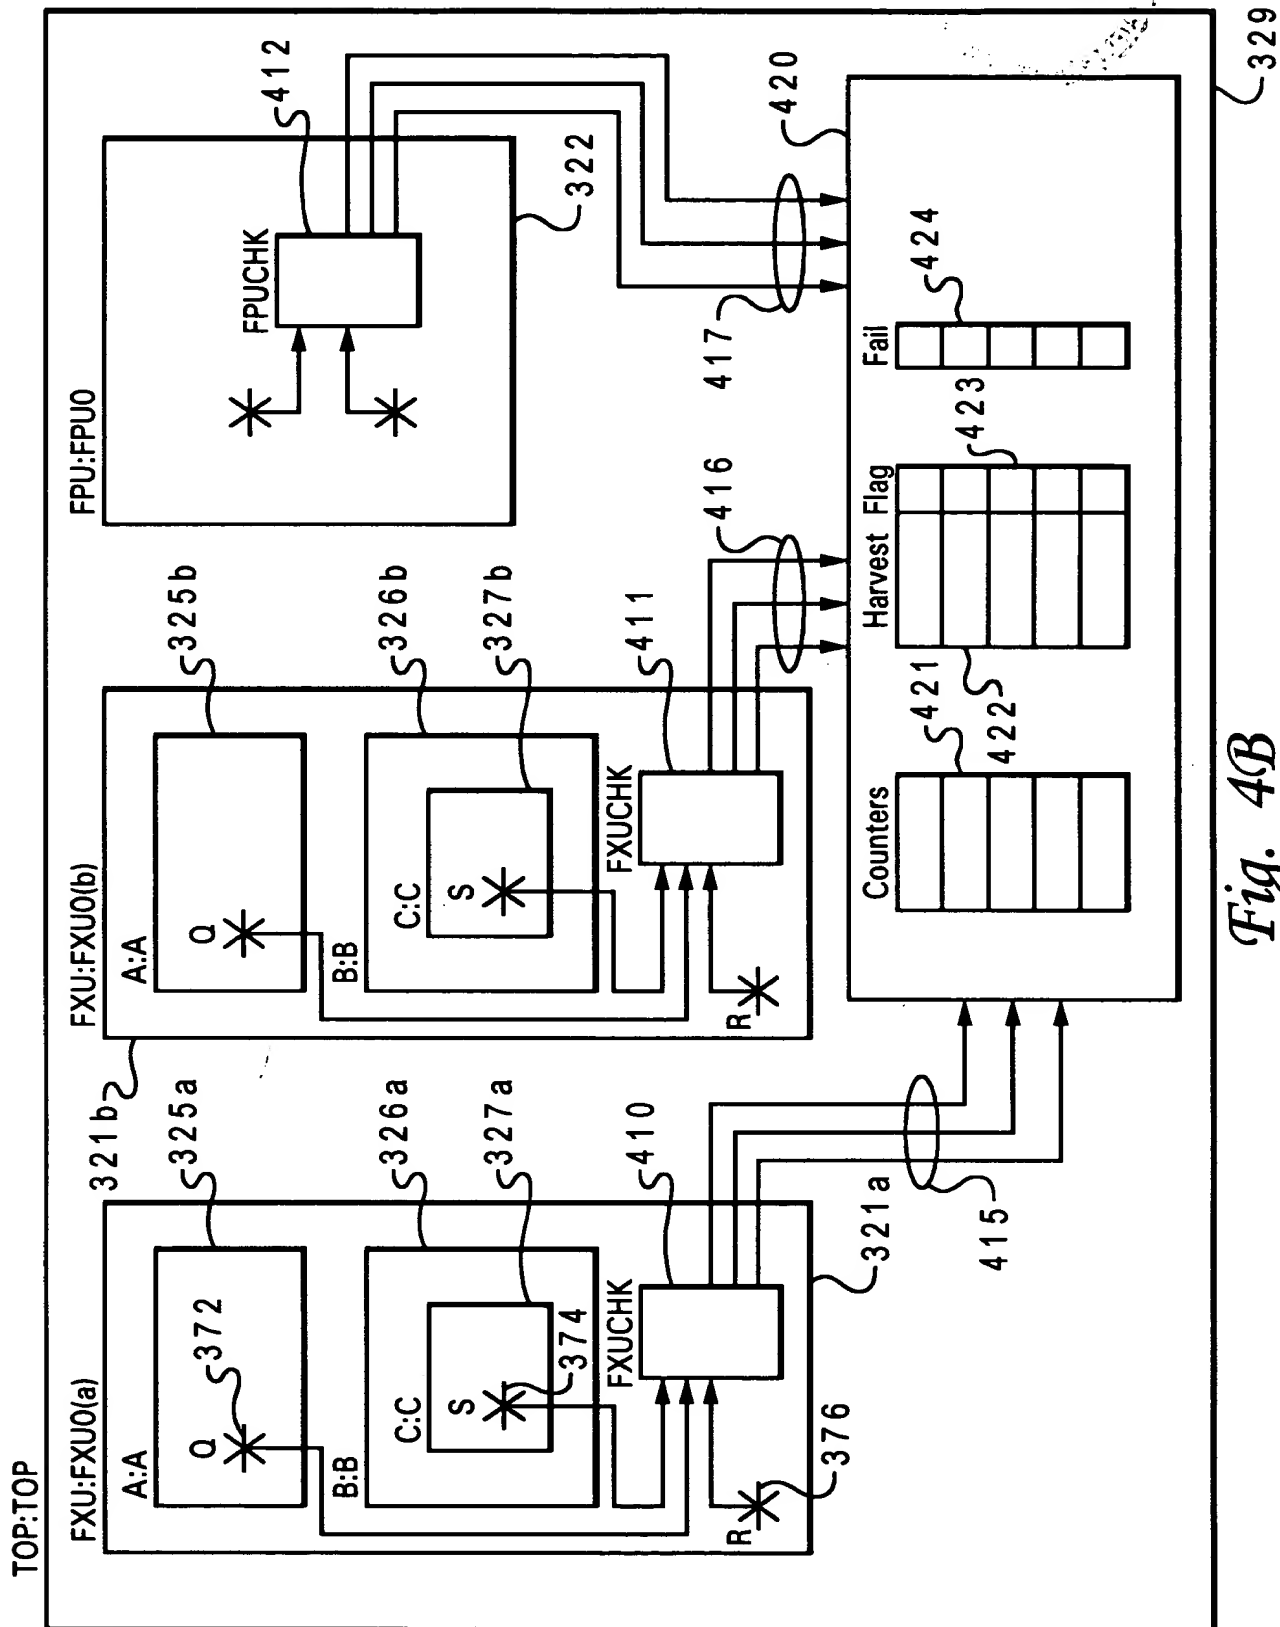 TOP:TOP
FXU:FXU0(a)
A:A
Q
372
325a
B:B
C:C
S
374
326a
327a
FXUCHK
410
R
376
321a
415
FXU:FXU0(b)
321b
A:A
Q
325b
B:B
C:C
S
326b
327b
FXUCHK
411
R
416
FPU:FPU0
FPUCHK
412
322
417
420
Counters
421
Harvest
Flag
422
423
Fail
424
329
Fig. 4B